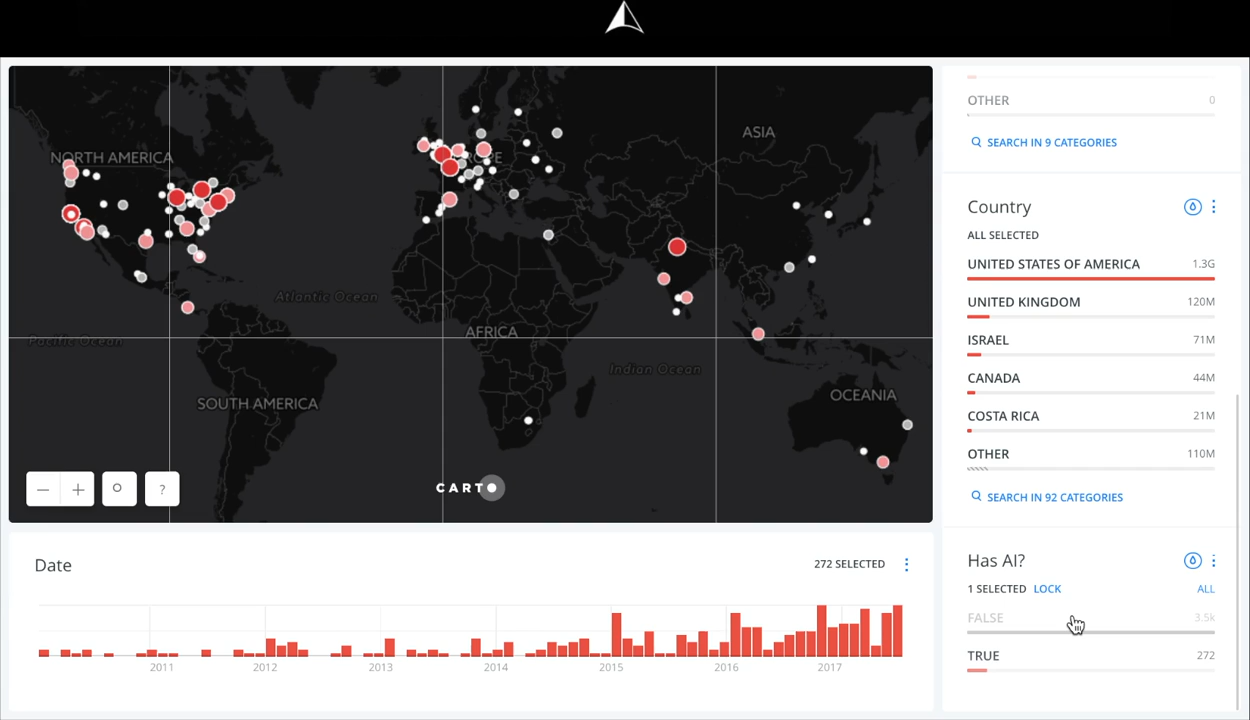 NORTH AMERICA
EUROPE
ASIA
Atlantic Ocean
Pacific Ocean
AFRICA
Indian Ocean
SOUTH AMERICA
OCEANIA
?
CARTO
Date
272 SELECTED
2011
2012
2013
2014
2015
2016
2017
OTHER 0
SEARCH IN 9 CATEGORIES
Country
ALL SELECTED
UNITED STATES OF AMERICA 1.3G
UNITED KINGDOM 120M
ISRAEL 71M
CANADA 44M
COSTA RICA 21M
OTHER 110M
SEARCH IN 92 CATEGORIES
Has AI?
1 SELECTED LOCK ALL
FALSE 3.5k
TRUE 272